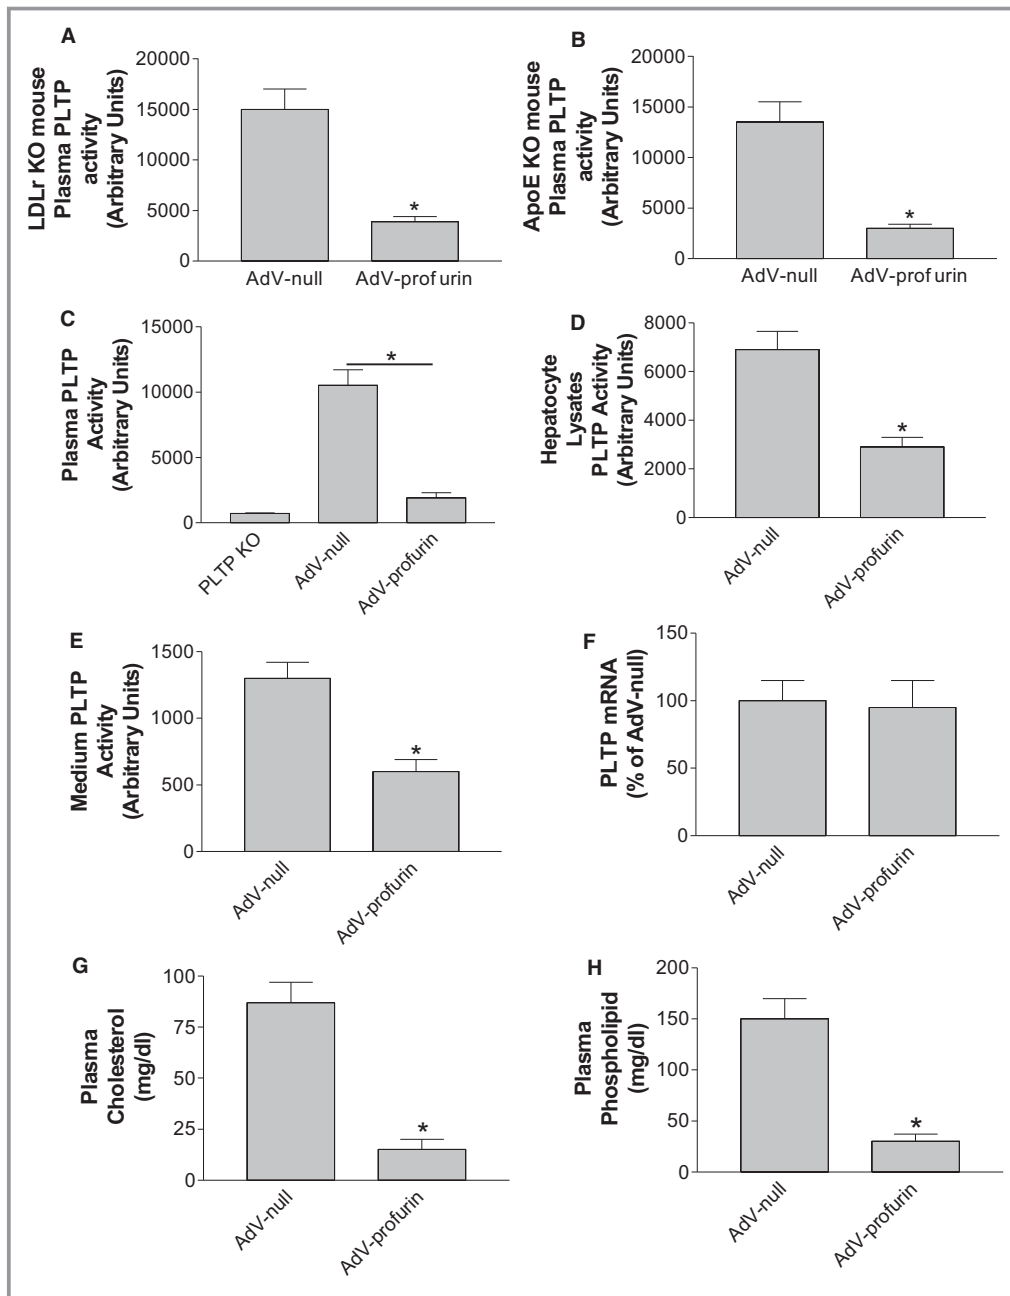 A
LDLr KO mouse
Plasma PLTP
activity
(Arbitrary Units)
20000
15000
10000
5000
0
*
AdV-null
AdV-profurin
B
ApoE KO mouse
Plasma PLTP
activity
(Arbitrary Units)
20000
15000
10000
5000
0
*
AdV-null
AdV-profurin
C
Plasma PLTP
Activity
(Arbitrary Units)
15000
10000
5000
0
*
PLTP KO
AdV-null
AdV-profurin
D
Hepatocyte
Lysates
PLTP Activity
(Arbitrary Units)
8000
6000
4000
2000
0
*
AdV-null
AdV-profurin
E
Medium PLTP
Activity
(Arbitrary Units)
1500
1000
500
0
*
AdV-null
AdV-profurin
F
PLTP mRNA
(% of AdV-null)
150
100
50
0
AdV-null
AdV-profurin
G
Plasma
Cholesterol
(mg/dl)
100
75
50
25
0
*
AdV-null
AdV-profurin
H
Plasma
Phospholipid
(mg/dl)
200
150
100
50
0
*
AdV-null
AdV-profurin